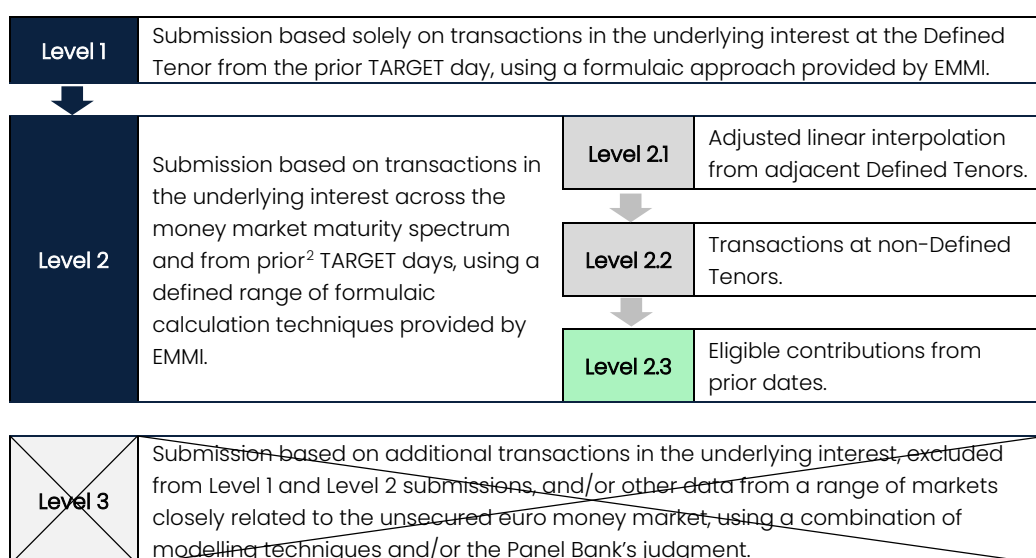 Level 1
Submission based solely on transactions in the underlying interest at the Defined
Tenor from the prior TARGET day, using a formulaic approach provided by EMMI.
Level 2
Submission based on transactions in
the underlying interest across the
money market maturity spectrum
and from prior² TARGET days, using a
defined range of formulaic
calculation techniques provided by
EMMI.
Level 2.1
Adjusted linear interpolation
from adjacent Defined Tenors.
Level 2.2
Transactions at non-Defined
Tenors.
Level 2.3
Eligible contributions from
prior dates.
Level 3
Submission based on additional transactions in the underlying interest, excluded
from Level 1 and Level 2 submissions, and/or other data from a range of markets
closely related to the unsecured euro money market, using a combination of
modelling techniques and/or the Panel Bank's judgment.